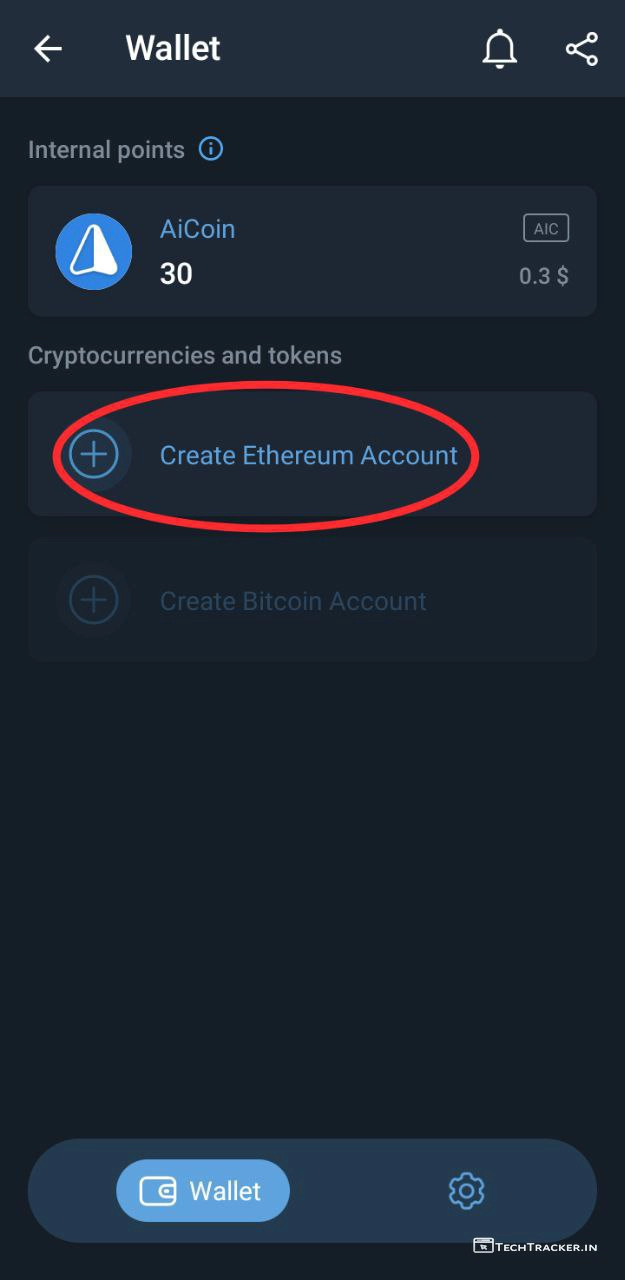 Wallet
Internal points
AiCoin
AIC
30
0.3 $
Cryptocurrencies and tokens
Create Ethereum Account
Create Bitcoin Account
Wallet
TechTracker.in